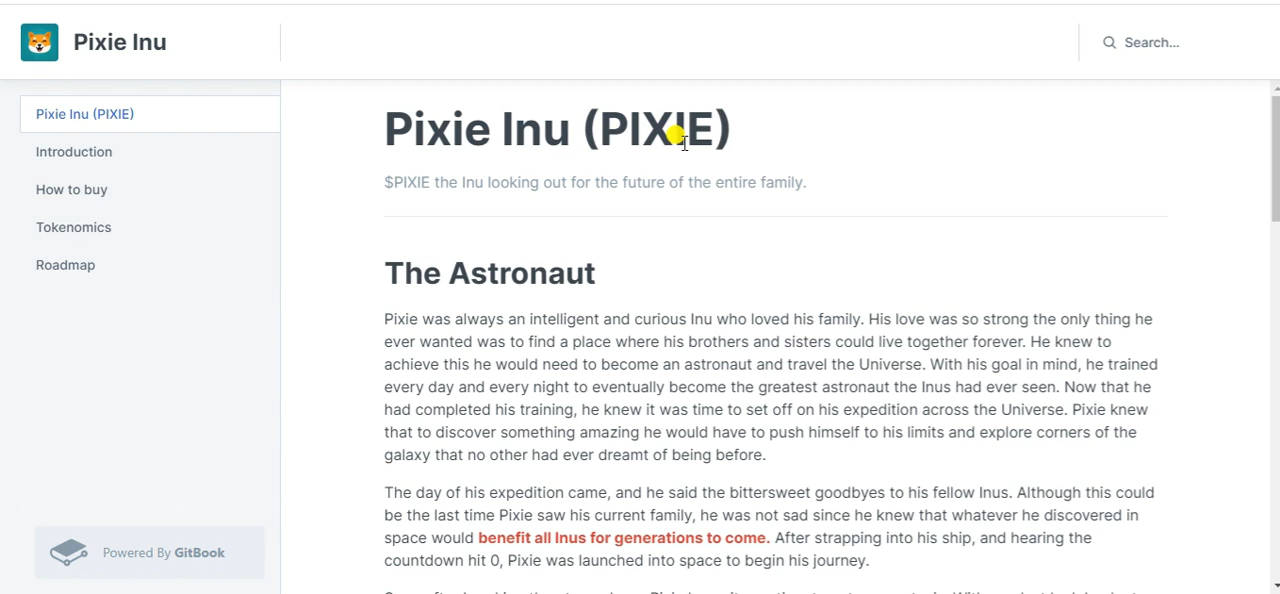 Pixie Inu
Search...
Pixie Inu (PIXIE)
Introduction
How to buy
Tokenomics
Roadmap
Powered By GitBook
Pixie Inu (PIXIE)
$PIXIE the Inu looking out for the future of the entire family.
The Astronaut
Pixie was always an intelligent and curious Inu who loved his family. His love was so strong the only thing he
ever wanted was to find a place where his brothers and sisters could live together forever. He knew to
achieve this he would need to become an astronaut and travel the Universe. With his goal in mind, he trained
every day and every night to eventually become the greatest astronaut the Inus had ever seen. Now that he
had completed his training, he knew it was time to set off on his expedition across the Universe. Pixie knew
that to discover something amazing he would have to push himself to his limits and explore corners of the
galaxy that no other had ever dreamt of being before.
The day of his expedition came, and he said the bittersweet goodbyes to his fellow Inus. Although this could
be the last time Pixie saw his current family, he was not sad since he knew that whatever he discovered in
space would benefit all Inus for generations to come. After strapping into his ship, and hearing the
countdown hit 0, Pixie was launched into space to begin his journey.